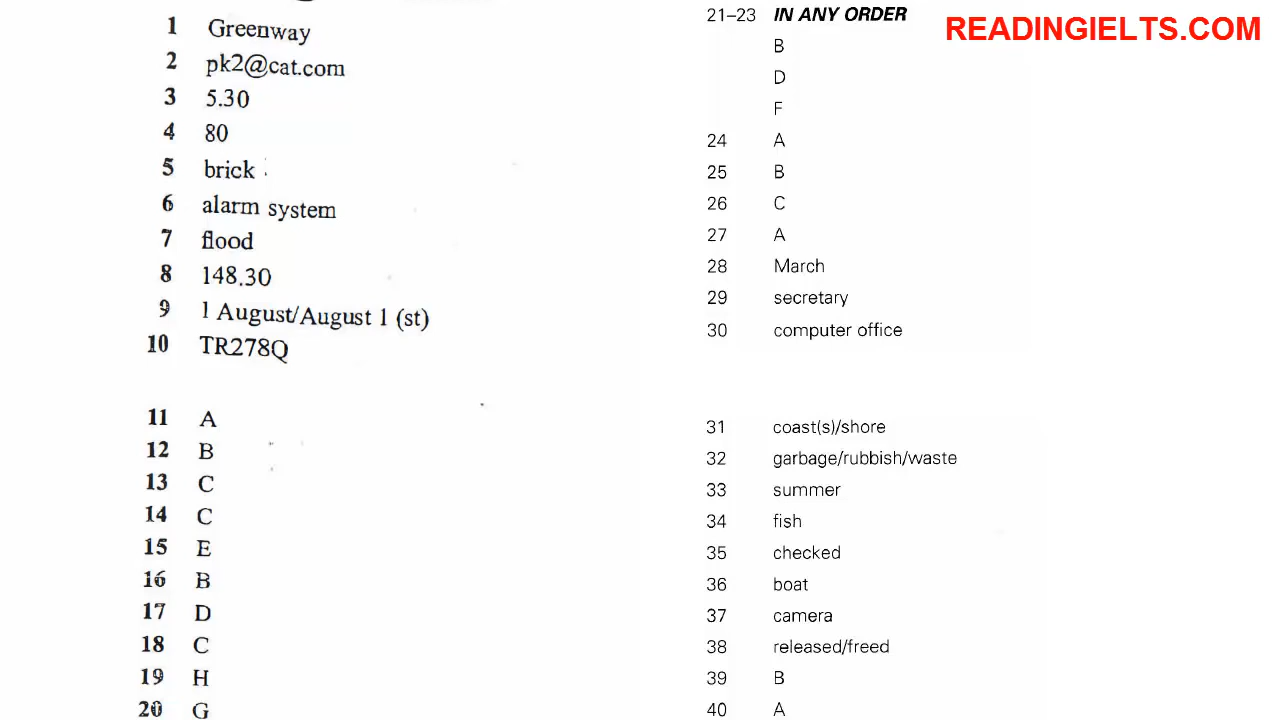 1 Greenway
2 pk2@cat.com
3 5.30
4 80
5 brick
6 alarm system
7 flood
8 148.30
9 1 August/August 1 (st)
10 TR278Q
11 A
12 B
13 C
14 C
15 E
16 B
17 D
18 C
19 H
20 G
21–23 IN ANY ORDER
B
D
F
24 A
25 B
26 C
27 A
28 March
29 secretary
30 computer office
31 coast(s)/shore
32 garbage/rubbish/waste
33 summer
34 fish
35 checked
36 boat
37 camera
38 released/freed
39 B
40 A
READINGIELTS.COM